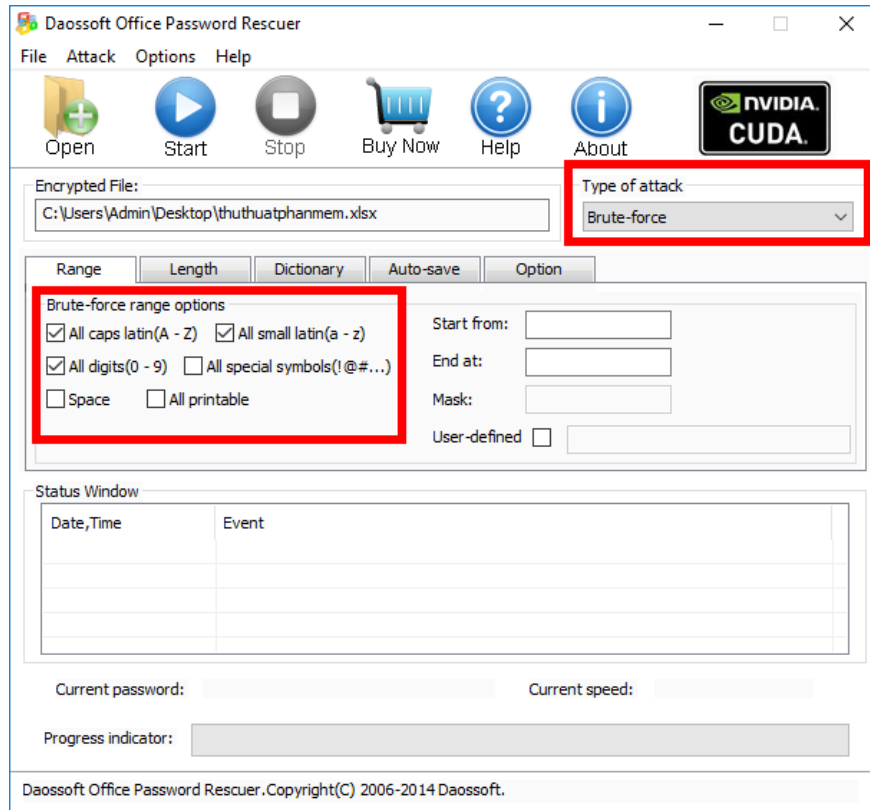 Daossoft Office Password Rescuer
File Attack Options Help
Open Start Stop Buy Now Help About NVIDIA. CUDA.
Encrypted File: Type of attack
C:\Users\Admin\Desktop\thuthuatphanmem.xlsx Brute-force
Range Length Dictionary Auto-save Option
Brute-force range options
All caps latin(A - Z) All small latin(a - z) Start from:
All digits(0 - 9) All special symbols(!@#...) End at:
Space All printable Mask:
User-defined
Status Window
Date,Time Event
Current password: Current speed:
Progress indicator:
Daossoft Office Password Rescuer.Copyright(C) 2006-2014 Daossoft.